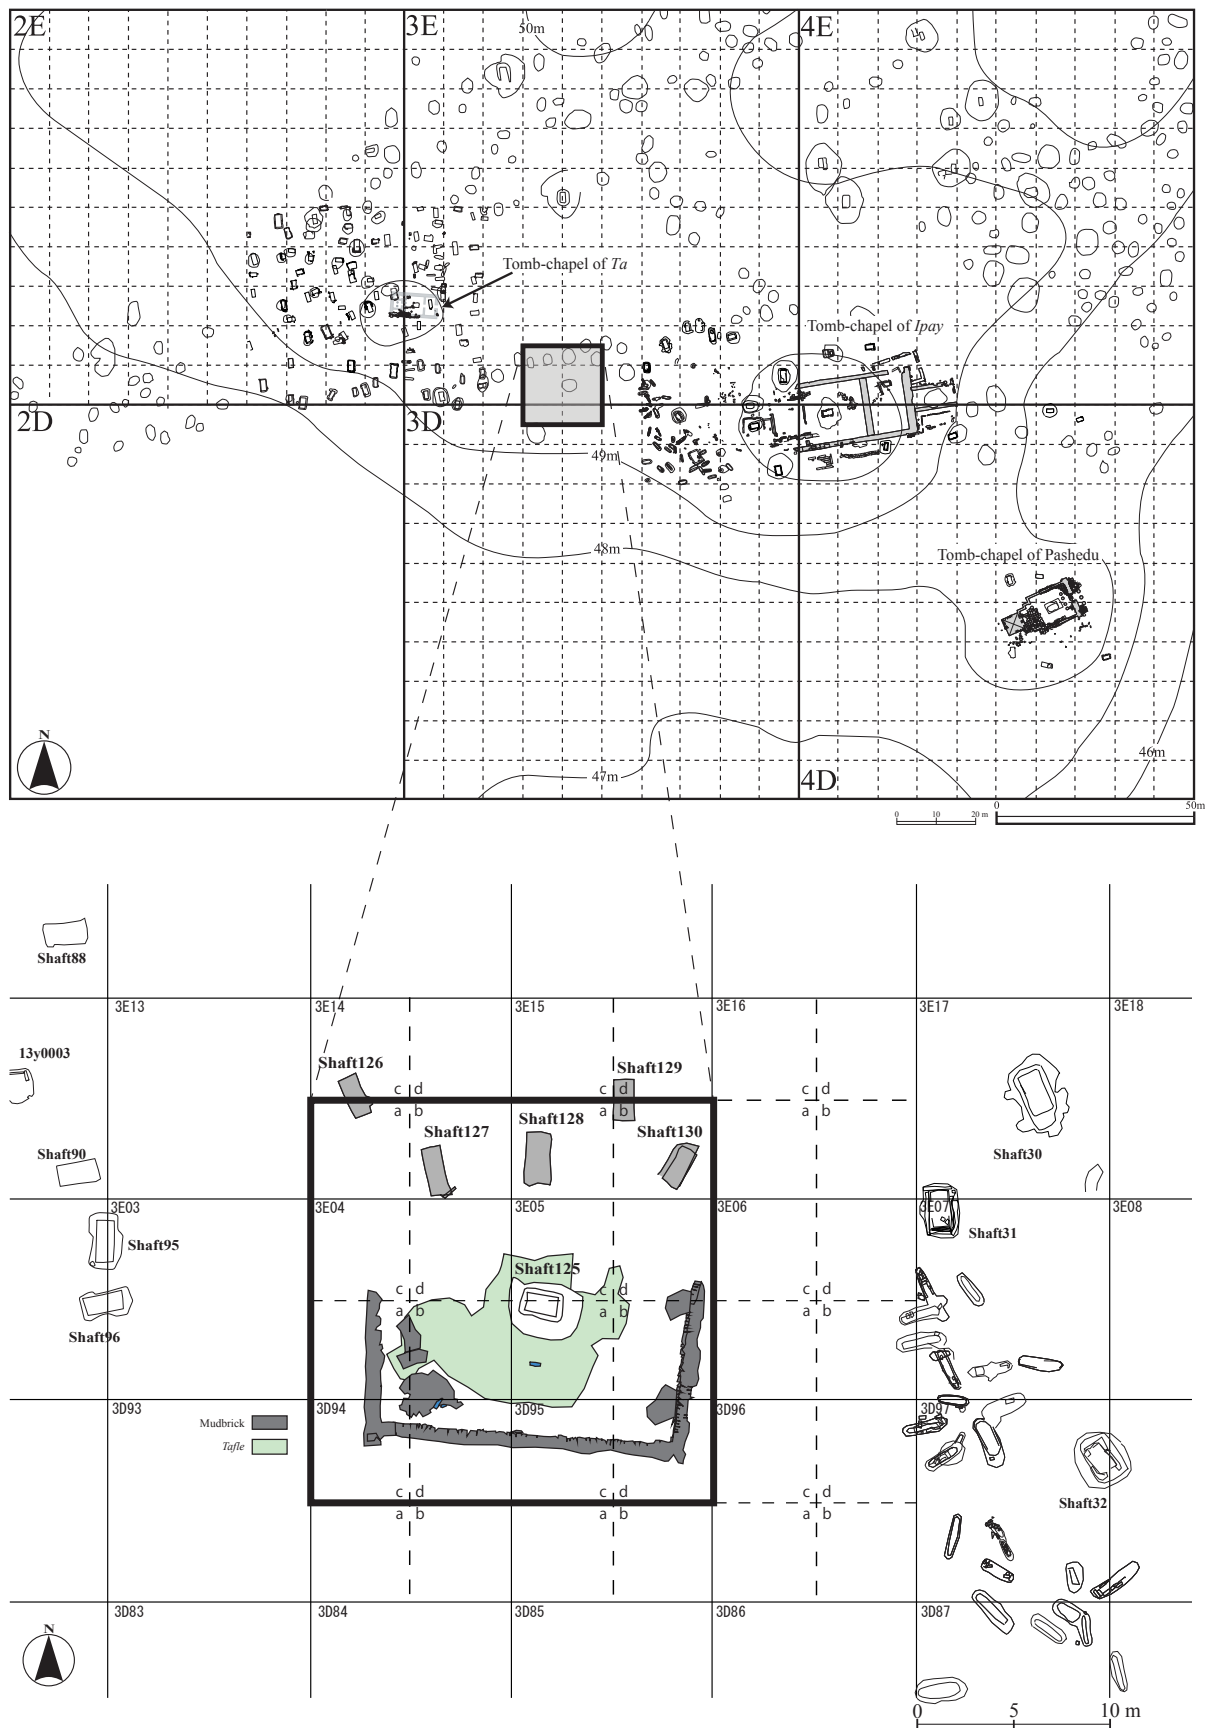 2E
3E
4E
50m
Tomb-chapel of Ta
Tomb-chapel of Ipay
2D
3D
49m
48m
Tomb-chapel of Pashedu
N
46m
47m
4D
0 10 20 m
0 50m
Shaft88
3E13
3E14
3E15
3E16
3E17
3E18
13y0003
Shaft126
Shaft129
c d
c d
c d
a b
a b
a b
Shaft128
Shaft127
Shaft130
Shaft90
Shaft30
3E03
3E04
3E05
3E06
3E07
3E08
Shaft95
Shaft31
Shaft125
c d
c d
c d
a b
a b
a b
Shaft96
3D93
3D94
3D95
3D96
3D97
Mudbrick
Tafle
c d
c d
c d
a b
a b
a b
Shaft32
3D83
3D84
3D85
3D86
3D87
N
0 5 10 m